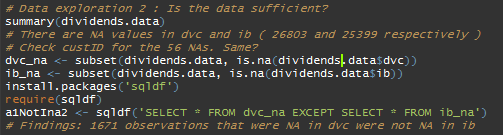 # Data exploration 2 : Is the data sufficient?
summary(dividends.data)
# There are NA values in dvc and ib ( 26803 and 25399 respectively )
# Check custID for the 56 NAs. Same?
dvc_na <- subset(dividends.data, is.na(dividends.data$dvc))
ib_na <- subset(dividends.data, is.na(dividends.data$ib))
install.packages('sqldf')
require(sqldf)
a1NotIna2 <- sqldf('SELECT * FROM dvc_na EXCEPT SELECT * FROM ib_na')
# Findings: 1671 observations that were NA in dvc were not NA in ib